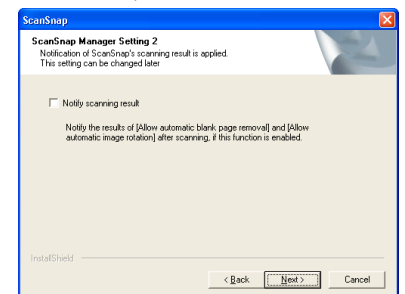 ScanSnap
ScanSnap Manager Setting 2
Notification of ScanSnap's scanning result is applied.
This setting can be changed later
Notify scanning result
Notify the results of [Allow automatic blank page removal] and [Allow
automatic image rotation] after scanning, if this function is enabled.
InstallShield
< Back Next > Cancel